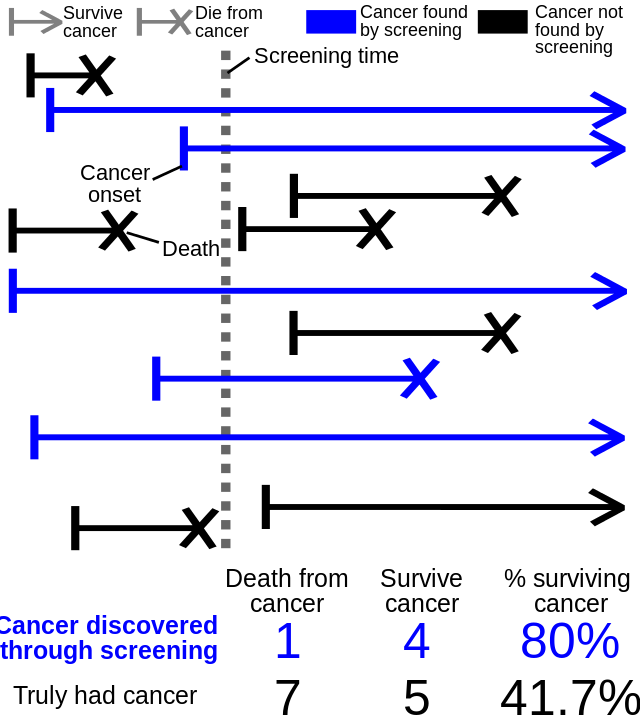 Survive
cancer
Die from
cancer
Cancer found
by screening
Cancer not
found by
screening
Screening time
Cancer
onset
Death
Death from
cancer
Survive
cancer
% surviving
cancer
Cancer discovered
through screening
1 4 80%
Truly had cancer 7 5 41.7%